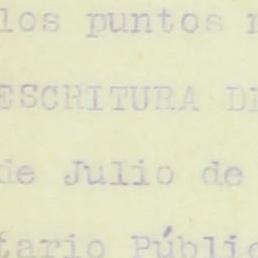 los puntos
ESCRITURA DE
de Julio de
tario Públic